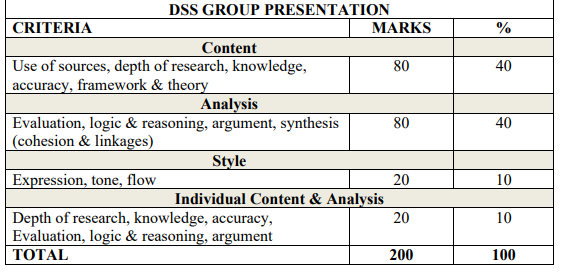 DSS GROUP PRESENTATION
CRITERIA MARKS %
Content
Use of sources, depth of research, knowledge, 80 40
accuracy, framework & theory
Analysis
Evaluation, logic & reasoning, argument, synthesis 80 40
(cohesion & linkages)
Style
Expression, tone, flow 20 10
Individual Content & Analysis
Depth of research, knowledge, accuracy, 20 10
Evaluation, logic & reasoning, argument
TOTAL 200 100